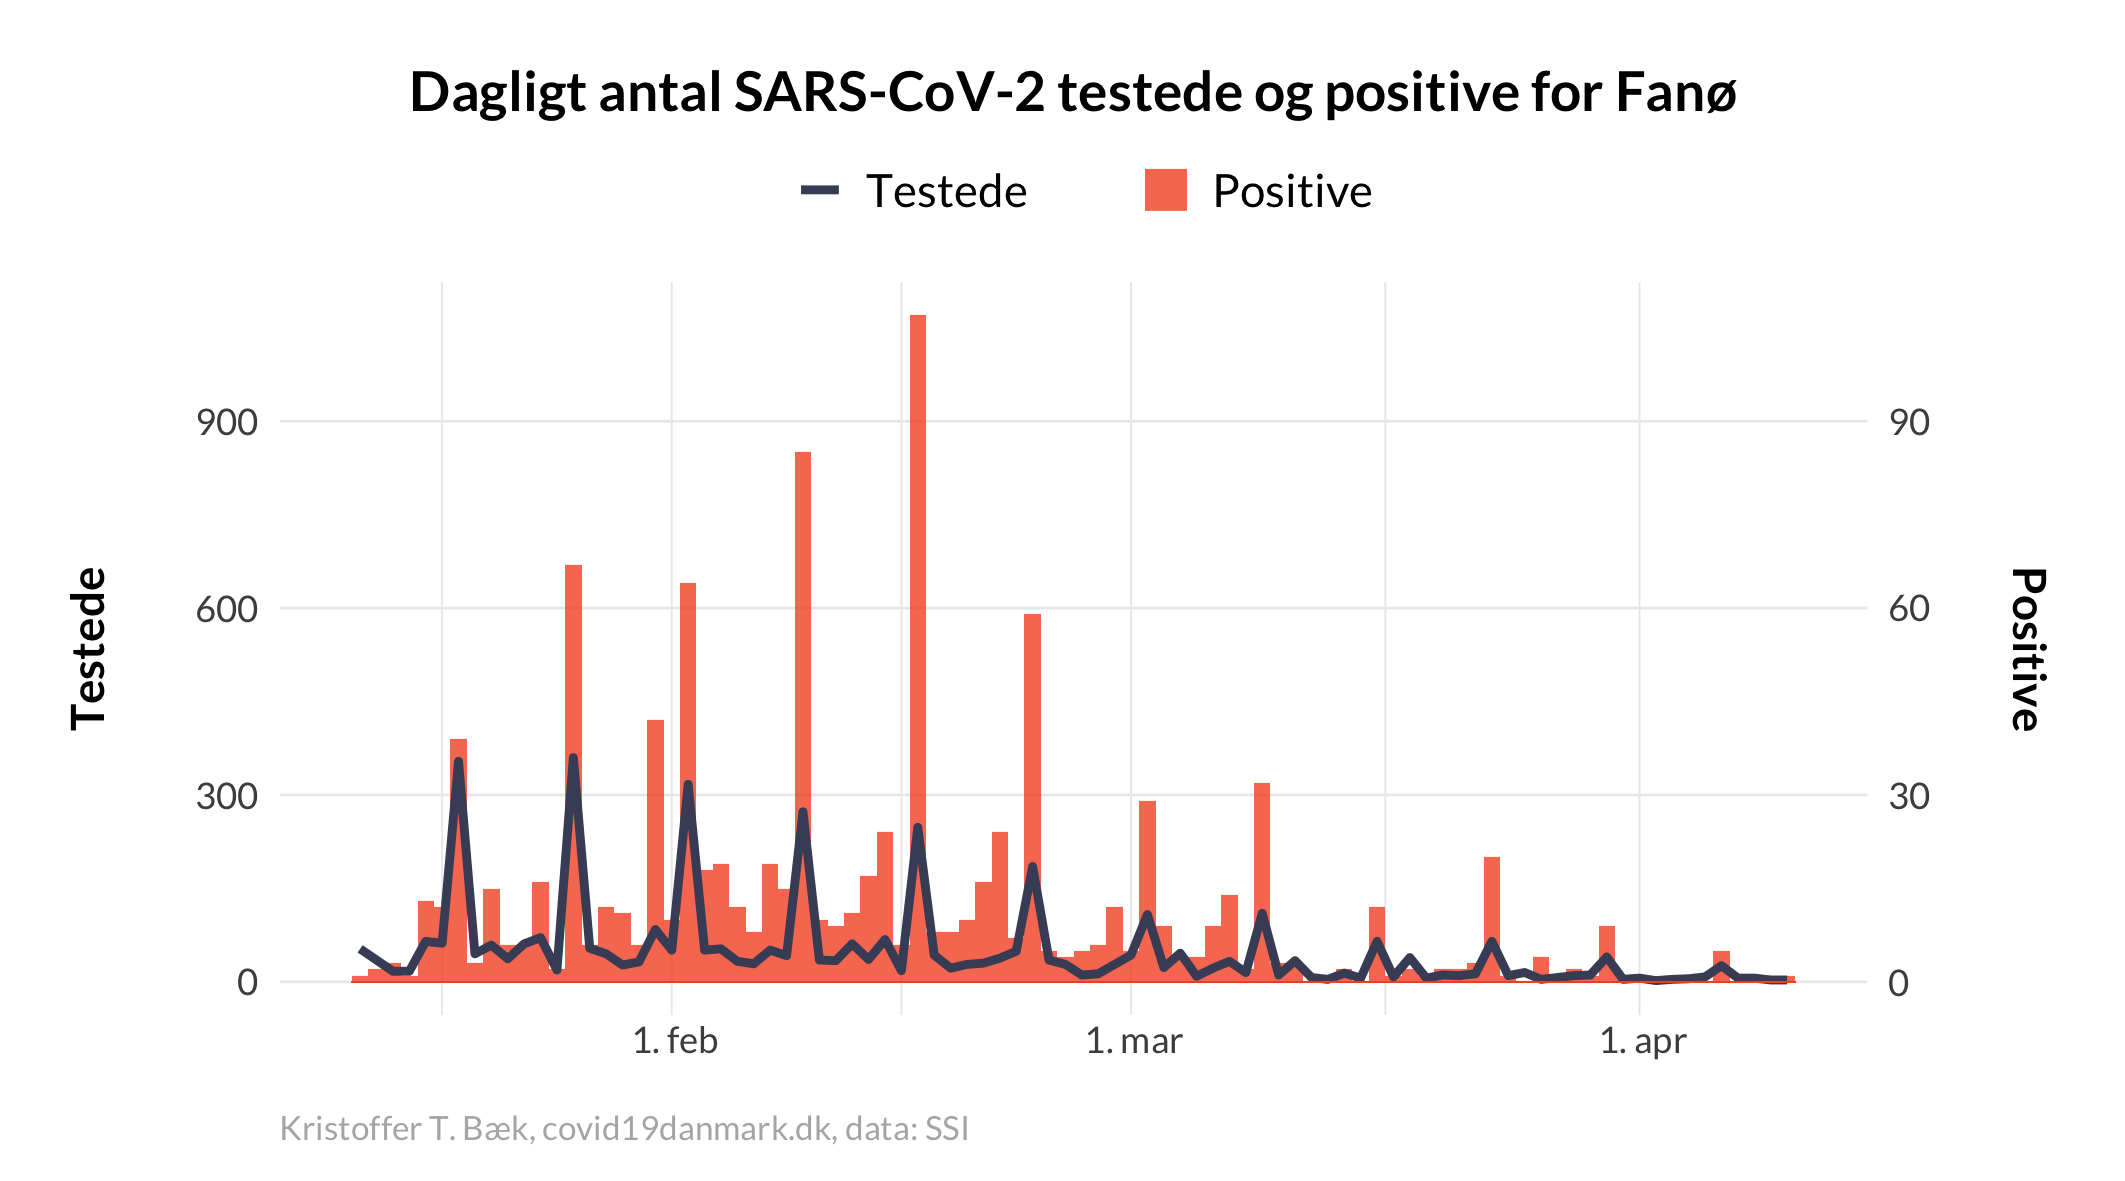 Dagligt antal SARS-CoV-2 testede og positive for Fanø
Testede Positive
900 90
600 60
300 30
0 0
Testede
Positive
1. feb 1. mar 1. apr
Kristoffer T. Bæk, covid19danmark.dk, data: SSI